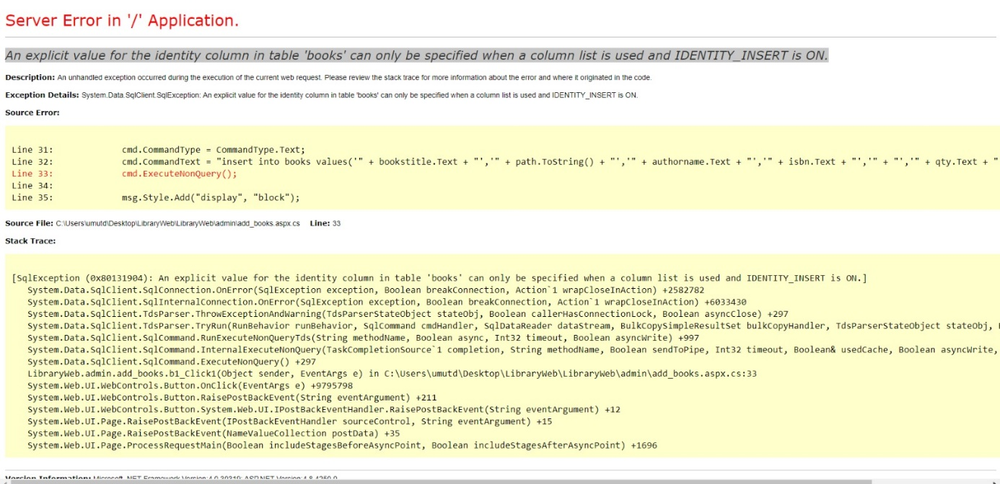 Server Error in '/' Application.
An explicit value for the identity column in table 'books' can only be specified when a column list is used and IDENTITY_INSERT is ON.
Description: An unhandled exception occurred during the execution of the current web request. Please review the stack trace for more information about the error and where it originated in the code.
Exception Details: System.Data.SqlClient.SqlException: An explicit value for the identity column in table 'books' can only be specified when a column list is used and IDENTITY_INSERT is ON.
Source Error:
Line 31: cmd.CommandType = CommandType.Text;
Line 32: cmd.CommandText = "insert into books values('" + bookstitle.Text + "','" + path.ToString() + "','" + authorname.Text + "','" + isbn.Text + "','" + "','" + qty.Text + "
Line 33: cmd.ExecuteNonQuery();
Line 34:
Line 35: msg.Style.Add("display", "block");
Source File: C:\Users\umutd\Desktop\LibraryWeb\LibraryWeb\admin\add_books.aspx.cs Line: 33
Stack Trace:
[SqlException (0x80131904): An explicit value for the identity column in table 'books' can only be specified when a column list is used and IDENTITY_INSERT is ON.]
System.Data.SqlClient.SqlConnection.OnError(SqlException exception, Boolean breakConnection, Action`1 wrapCloseInAction) +2582782
System.Data.SqlClient.SqlInternalConnection.OnError(SqlException exception, Boolean breakConnection, Action`1 wrapCloseInAction) +6033430
System.Data.SqlClient.TdsParser.ThrowExceptionAndWarning(TdsParserStateObject stateObj, Boolean callerHasConnectionLock, Boolean asyncClose) +297
System.Data.SqlClient.TdsParser.TryRun(RunBehavior runBehavior, SqlCommand cmdHandler, SqlDataReader dataStream, BulkCopySimpleResultSet bulkCopyHandler, TdsParserStateObject stateObj,
System.Data.SqlClient.SqlCommand.RunExecuteNonQueryTds(String methodName, Boolean async, Int32 timeout, Boolean asyncWrite) +997
System.Data.SqlClient.SqlCommand.InternalExecuteNonQuery(TaskCompletionSource`1 completion, String methodName, Boolean sendToPipe, Int32 timeout, Boolean& usedCache, Boolean asyncWrite,
System.Data.SqlClient.SqlCommand.ExecuteNonQuery() +297
LibraryWeb.admin.add_books.b1_Click1(Object sender, EventArgs e) in C:\Users\umutd\Desktop\LibraryWeb\LibraryWeb\admin\add_books.aspx.cs:33
System.Web.UI.WebControls.Button.OnClick(EventArgs e) +9795798
System.Web.UI.WebControls.Button.RaisePostBackEvent(String eventArgument) +211
System.Web.UI.WebControls.Button.System.Web.UI.IPostBackEventHandler.RaisePostBackEvent(String eventArgument) +12
System.Web.UI.Page.RaisePostBackEvent(IPostBackEventHandler sourceControl, String eventArgument) +15
System.Web.UI.Page.RaisePostBackEvent(NameValueCollection postData) +35
System.Web.UI.Page.ProcessRequestMain(Boolean includeStagesBeforeAsyncPoint, Boolean includeStagesAfterAsyncPoint) +1696
Version Information: Microsoft .NET Framework Version:4.0.30319; ASP.NET Version:4.8.4250.0